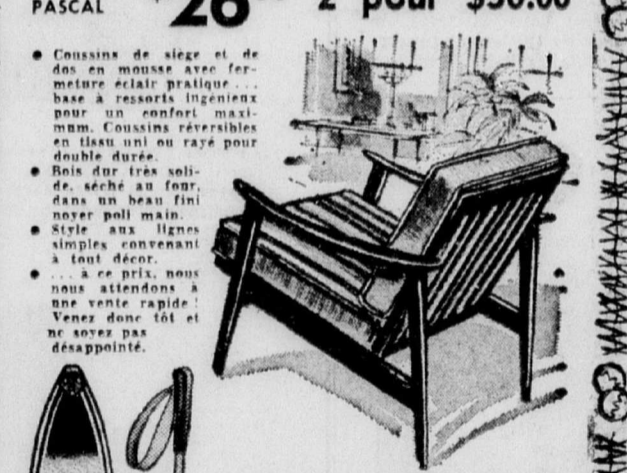 PASCAL
26
2 pour $50.00
• Coussins de siège et de
dos en mousse avec fer-
meture éclair pratique ...
base à ressorts ingénieux
pour un confort maxi-
mum. Coussins réversibles
en tissu uni ou rayé pour
double durée.
• Bois dur très soli-
de, séché au four,
dans un beau fini
noyer poli main.
• Style aux lignes
simples convenant
à tout décor.
• ... à ce prix, nous
nous attendons à
une vente rapide !
Venez donc tôt et
ne soyez pas
désappointé.